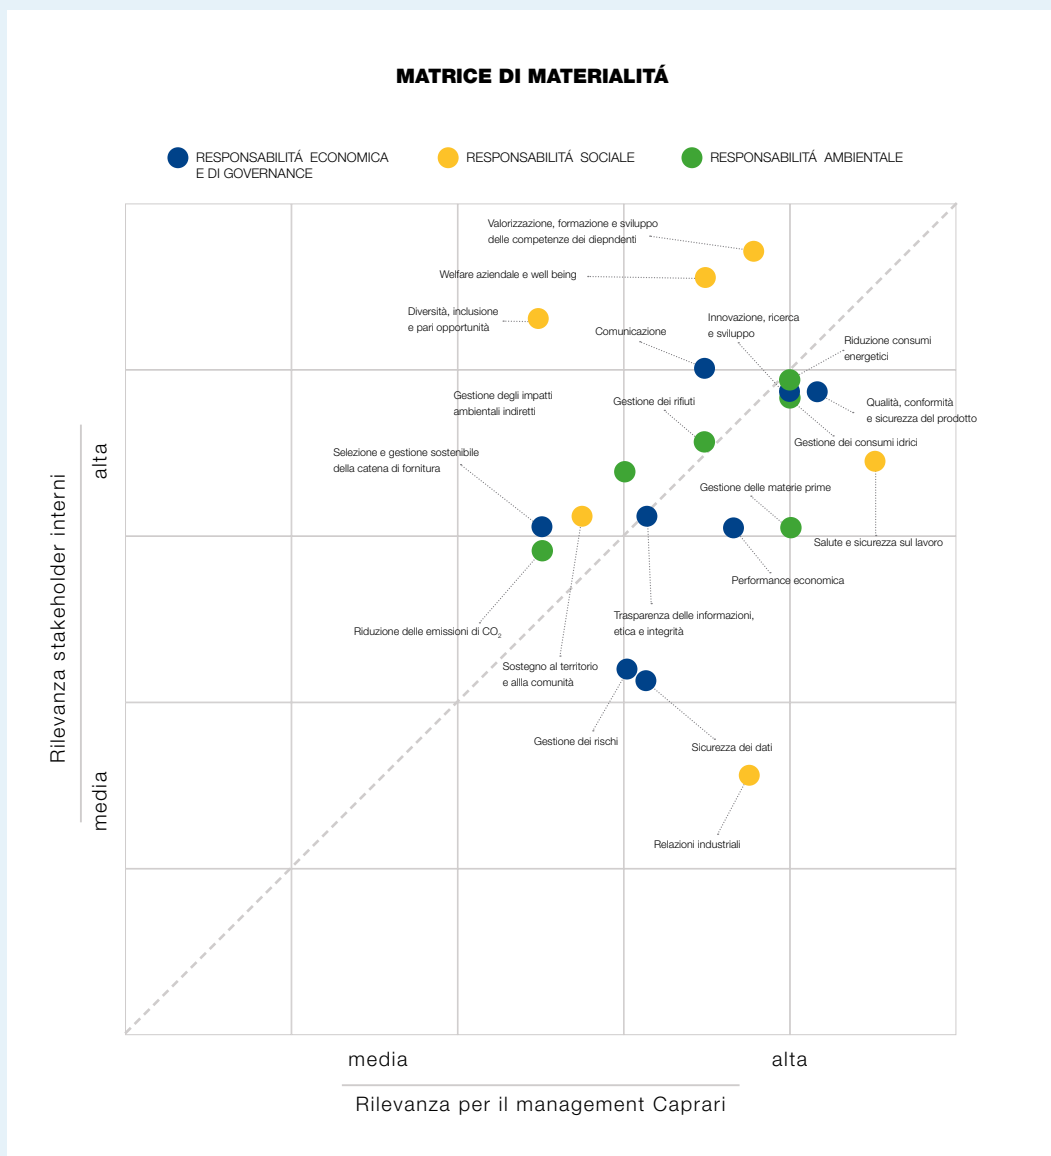 MATRICE DI MATERIALITÁ
RESPONSABILITÁ ECONOMICA
E DI GOVERNANCE
RESPONSABILITÁ SOCIALE
RESPONSABILITÁ AMBIENTALE
Valorizzazione, formazione e sviluppo
delle competenze dei diepndenti
Welfare aziendale e well being
Diversità, inclusione
e pari opportunità
Comunicazione
Innovazione, ricerca
e sviluppo
Riduzione consumi
energetici
Gestione degli impatti
ambientali indiretti
Gestione dei rifiuti
Qualità, conformità
e sicurezza del prodotto
Gestione dei consumi idrici
Selezione e gestione sostenibile
della catena di fornitura
Gestione delle materie prime
Salute e sicurezza sul lavoro
Performance economica
Trasparenza delle informazioni,
etica e integrità
Riduzione delle emissioni di CO₂
Sostegno al territorio
e allla comunità
Gestione dei rischi
Sicurezza dei dati
Relazioni industriali
alta
media
Rilevanza stakeholder interni
media
alta
Rilevanza per il management Caprari